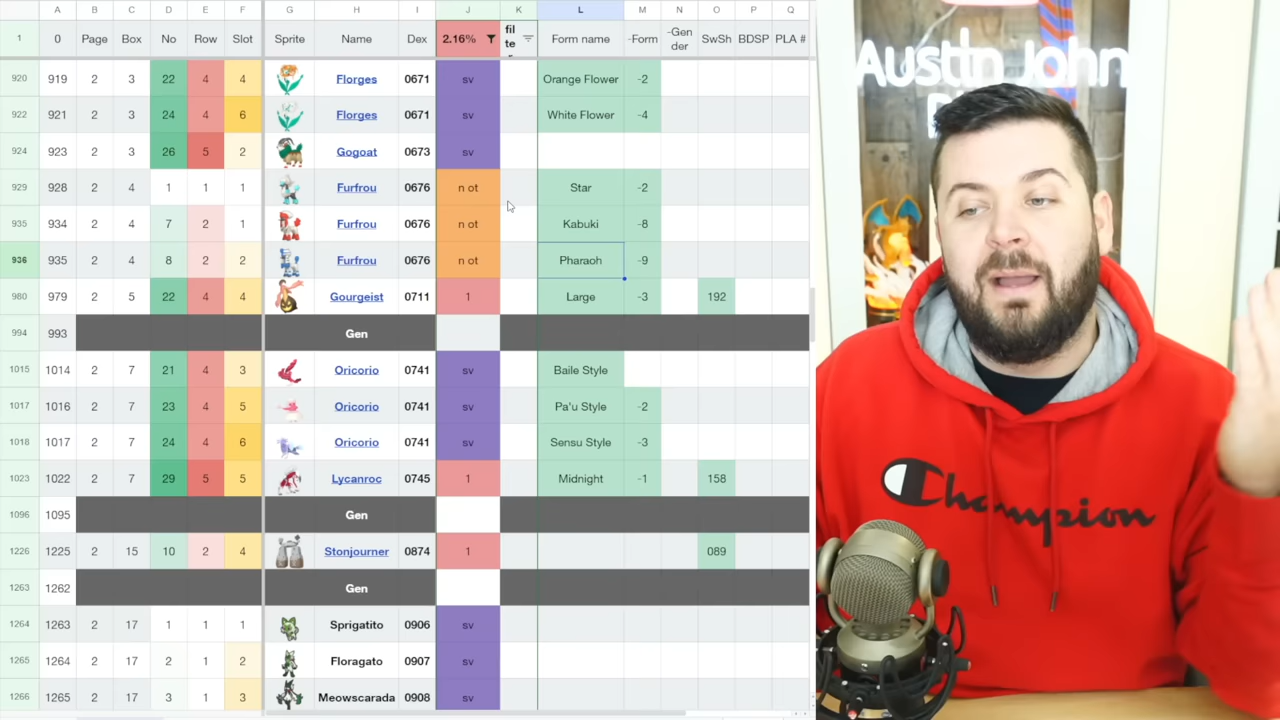 A B C D E F G H I J K L M N O P Q
1 0 Page Box No Row Slot Sprite Name Dex 2.16% fil te Form name -Form -Gen der SwSh BDSP PLA #
920 919 2 3 22 4 4 Florges 0671 sv Orange Flower -2
922 921 2 3 24 4 6 Florges 0671 sv White Flower -4
924 923 2 3 26 5 2 Gogoat 0673 sv
929 928 2 4 1 1 1 Furfrou 0676 n ot Star -2
935 934 2 4 7 2 1 Furfrou 0676 n ot Kabuki -8
936 935 2 4 8 2 2 Furfrou 0676 n ot Pharaoh -9
980 979 2 5 22 4 4 Gourgeist 0711 1 Large -3 192
994 993 Gen
1015 1014 2 7 21 4 3 Oricorio 0741 sv Baile Style
1017 1016 2 7 23 4 5 Oricorio 0741 sv Pa'u Style -2
1018 1017 2 7 24 4 6 Oricorio 0741 sv Sensu Style -3
1023 1022 2 7 29 5 5 Lycanroc 0745 1 Midnight -1 158
1096 1095 Gen
1226 1225 2 15 10 2 4 Stonjourner 0874 1 089
1263 1262 Gen
1264 1263 2 17 1 1 1 Sprigatito 0906 sv
1265 1264 2 17 2 1 2 Floragato 0907 sv
1266 1265 2 17 3 1 3 Meowscarada 0908 sv
Austin John
Champion